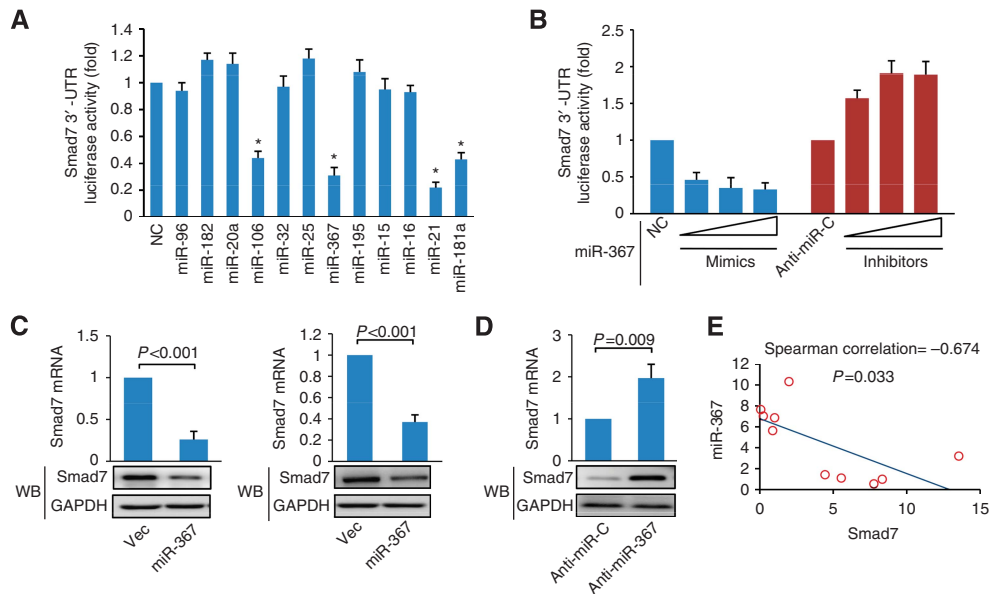 A
Smad7 3′ -UTR
luciferase activity (fold)
1.4
1.2
1.0
0.8
0.6
0.4
0.2
0
*
*
*
*
NC
miR-96
miR-182
miR-20a
miR-106
miR-32
miR-25
miR-367
miR-195
miR-15
miR-16
miR-21
miR-181a
B
Smad7 3′ -UTR
luciferase activity (fold)
2.5
2
1.5
1
0.5
0
miR-367
NC
Mimics
Anti-miR-C
Inhibitors
C
Smad7 mRNA
1.5
1
0.5
0
P<0.001
WB
Smad7
GAPDH
Vec
miR-367
Smad7 mRNA
1.2
1.0
0.8
0.6
0.4
0.2
0
P<0.001
WB
Smad7
GAPDH
Vec
miR-367
D
Smad7 mRNA
3
2
1
0
P=0.009
WB
Smad7
GAPDH
Anti-miR-C
Anti-miR-367
E
Spearman correlation= –0.674
P=0.033
miR-367
12
10
8
6
4
2
0
0
5
10
15
Smad7